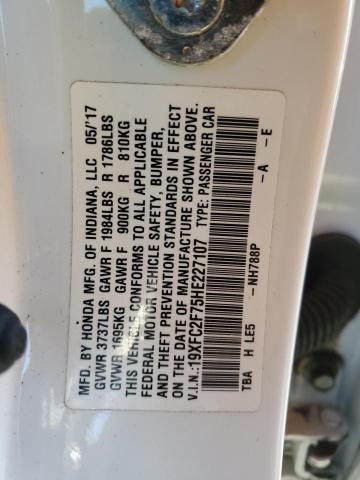 MFD. BY HONDA MFG. OF INDIANA, LLC 05/17
GVWR 3737LBS GAWR F 1984LBS R 1786LBS
GVWR 1695KG GAWR F 900KG R 810KG
THIS VEHICLE CONFORMS TO ALL APPLICABLE
FEDERAL MOTOR VEHICLE SAFETY, BUMPER,
AND THEFT PREVENTION STANDARDS IN EFFECT
ON THE DATE OF MANUFACTURE SHOWN ABOVE.
V.I.N.:19XFC2F75HE227107 TYPE: PASSENGER CAR
-NH788P -A -E
TBA H LE5